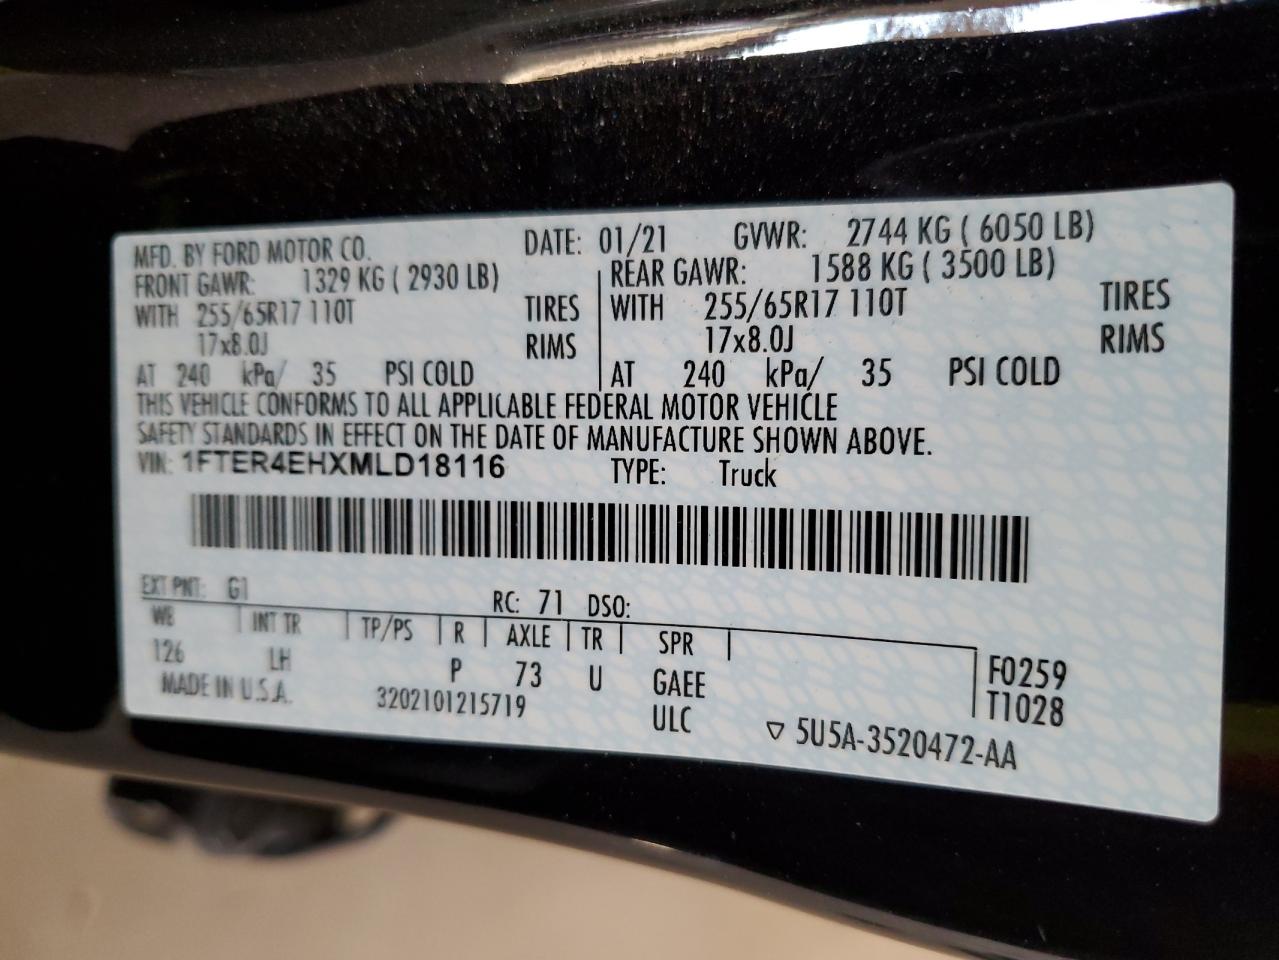 MFD. BY FORD MOTOR CO. DATE: 01/21 GVWR: 2744 KG ( 6050 LB)
FRONT GAWR: 1329 KG ( 2930 LB) REAR GAWR: 1588 KG ( 3500 LB)
WITH 255/65R17 110T TIRES WITH 255/65R17 110T TIRES
17x8.0J RIMS 17x8.0J RIMS
AT 240 kPa/ 35 PSI COLD AT 240 kPa/ 35 PSI COLD
THIS VEHICLE CONFORMS TO ALL APPLICABLE FEDERAL MOTOR VEHICLE
SAFETY STANDARDS IN EFFECT ON THE DATE OF MANUFACTURE SHOWN ABOVE.
VIN: 1FTER4EHXMLD18116 TYPE: Truck
EXT PNT: G1 RC: 71 DSO:
WB INT TR TP/PS R AXLE TR SPR
126 LH P 73 U GAEE F0259
MADE IN U.S.A. 3202101215719 ULC T1028
▽ 5U5A-3520472-AA